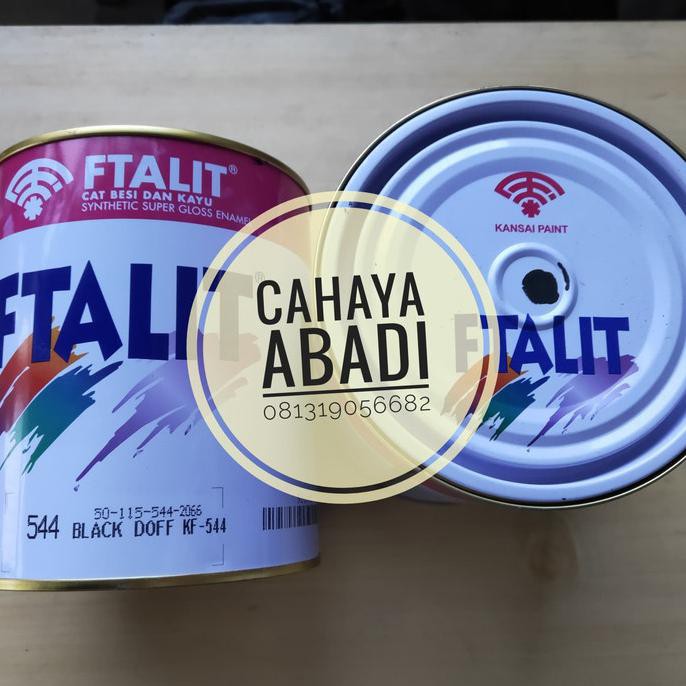 FTALIT®
CAT BESI DAN KAYU
SYNTHETIC SUPER GLOSS ENAMEL
FTALIT®
50-115-544-2066
544 BLACK DOFF KF-544
CAHAYA
ABADI
081319056682
KANSAI PAINT
FTALIT